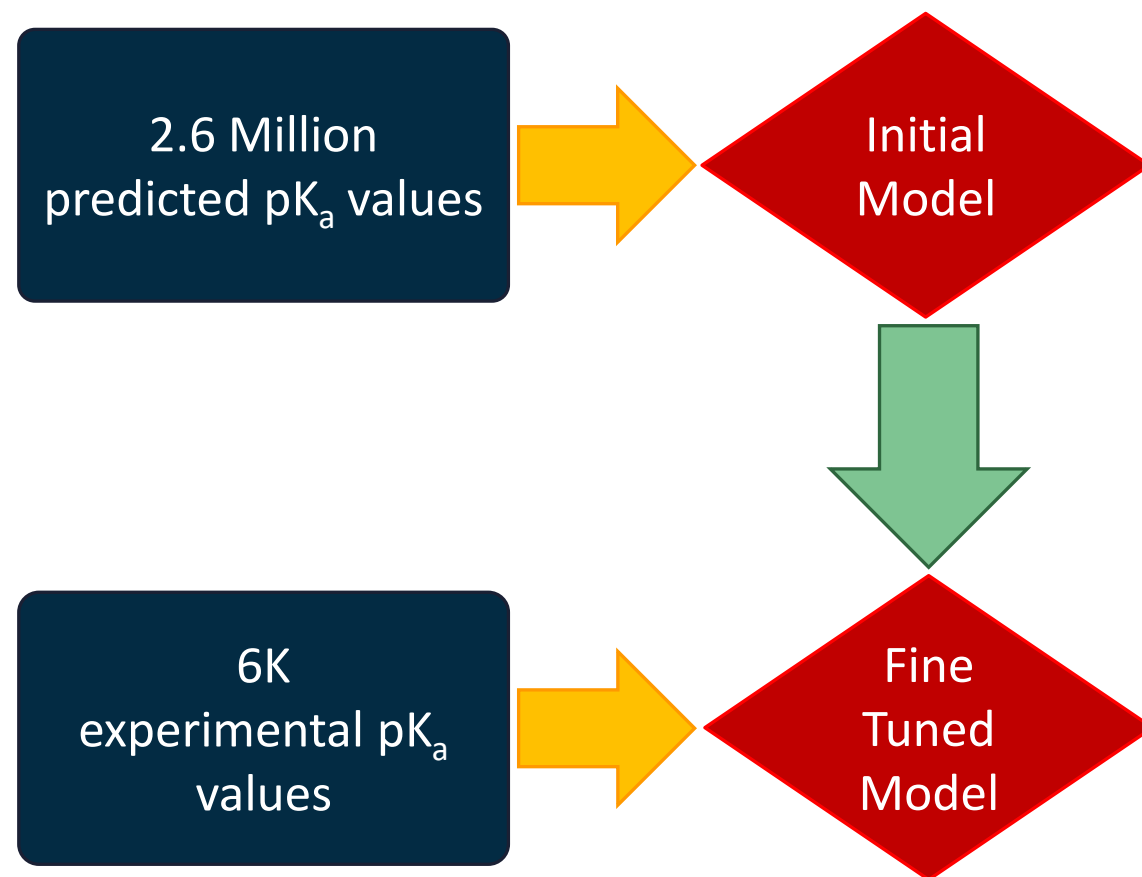 2.6 Million
predicted pKₐ values
Initial
Model
6K
experimental pKₐ
values
Fine
Tuned
Model